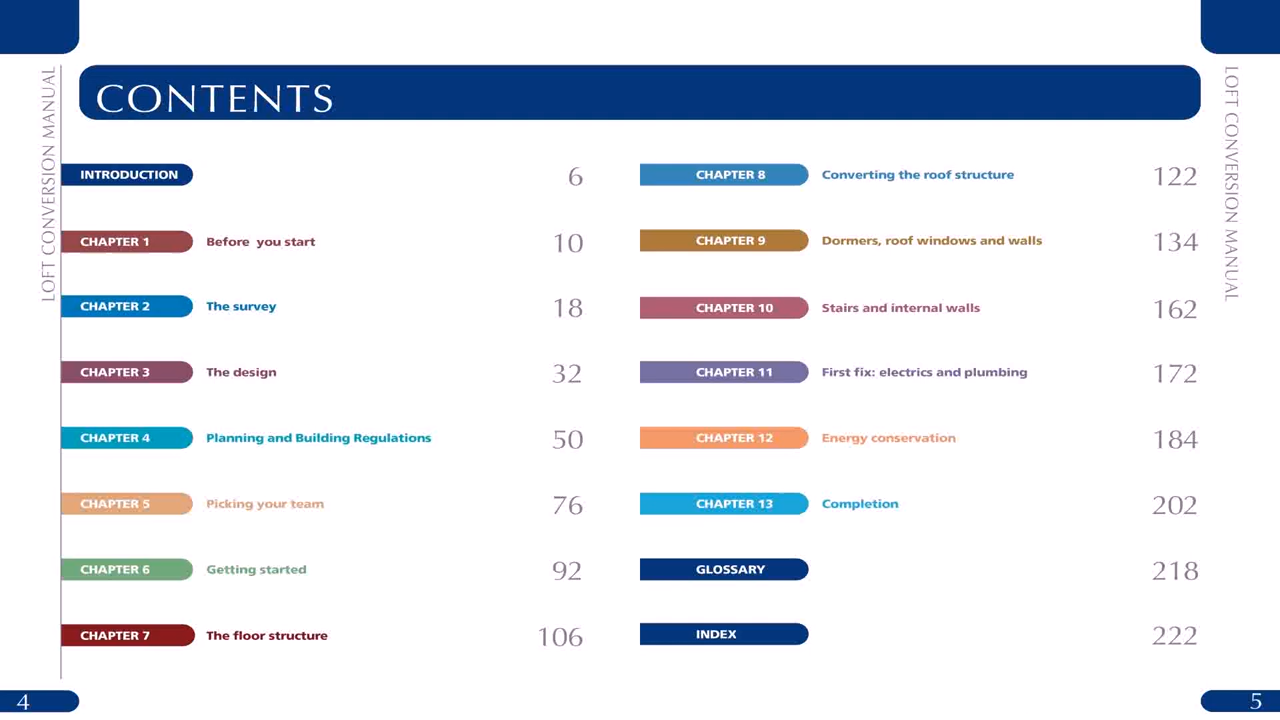 LOFT CONVERSION MANUAL
CONTENTS
INTRODUCTION 6
CHAPTER 1 Before you start 10
CHAPTER 2 The survey 18
CHAPTER 3 The design 32
CHAPTER 4 Planning and Building Regulations 50
CHAPTER 5 Picking your team 76
CHAPTER 6 Getting started 92
CHAPTER 7 The floor structure 106
4
CHAPTER 8 Converting the roof structure 122
CHAPTER 9 Dormers, roof windows and walls 134
CHAPTER 10 Stairs and internal walls 162
CHAPTER 11 First fix: electrics and plumbing 172
CHAPTER 12 Energy conservation 184
CHAPTER 13 Completion 202
GLOSSARY 218
INDEX 222
LOFT CONVERSION MANUAL
5